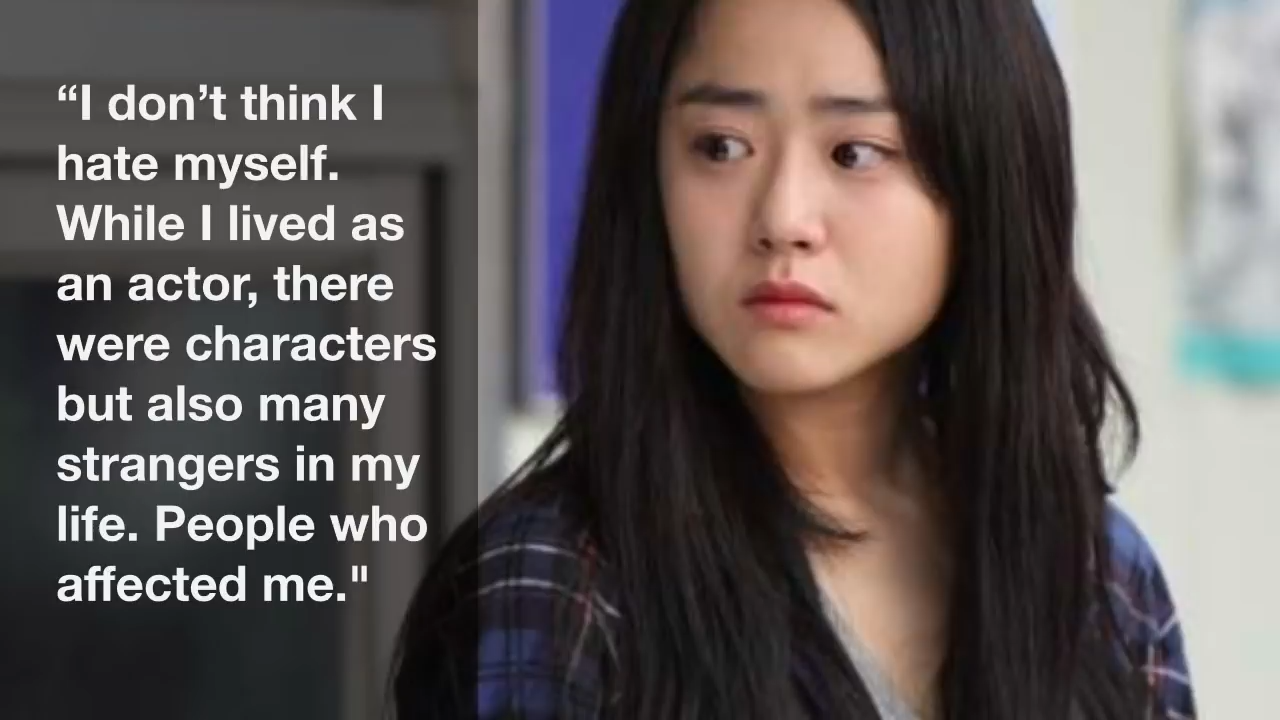 “I don’t think I
hate myself.
While I lived as
an actor, there
were characters
but also many
strangers in my
life. People who
affected me."